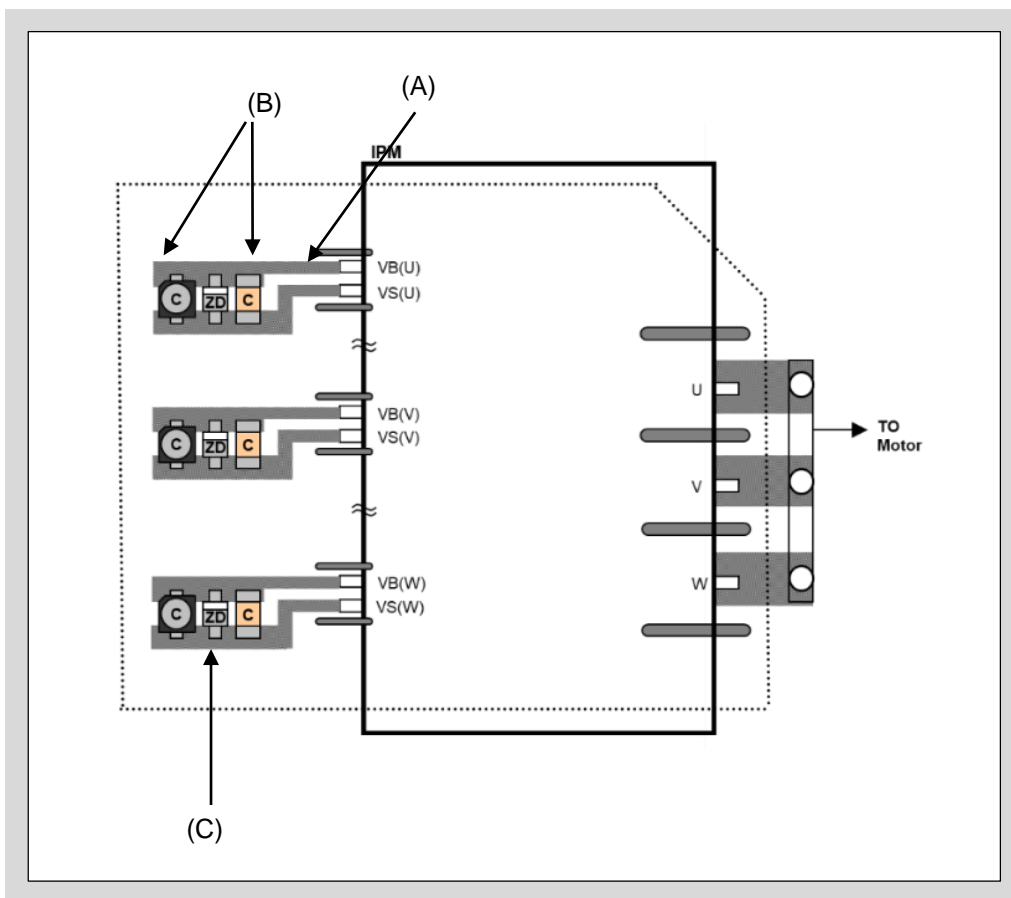 (A)
(B)
IPM
VB(U)
C ZD C
VS(U)
U
VB(V)
C ZD C
VS(V)
TO
Motor
V
VB(W)
W
C ZD C
VS(W)
(C)